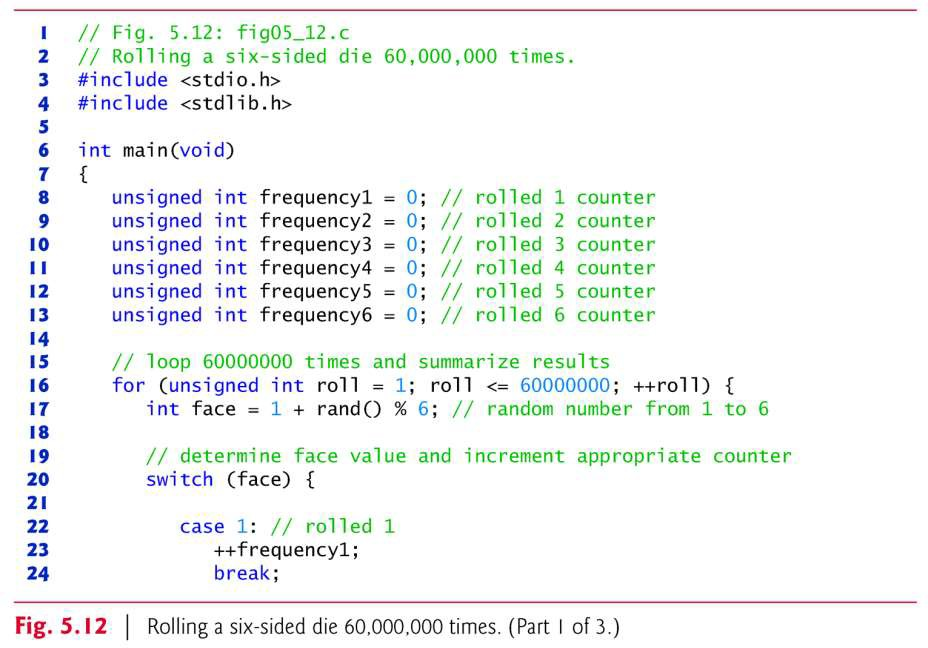 1 // Fig. 5.12: fig05_12.c
2 // Rolling a six-sided die 60,000,000 times.
3 #include <stdio.h>
4 #include <stdlib.h>
5
6 int main(void)
7 {
8 unsigned int frequency1 = 0; // rolled 1 counter
9 unsigned int frequency2 = 0; // rolled 2 counter
10 unsigned int frequency3 = 0; // rolled 3 counter
11 unsigned int frequency4 = 0; // rolled 4 counter
12 unsigned int frequency5 = 0; // rolled 5 counter
13 unsigned int frequency6 = 0; // rolled 6 counter
14
15 // loop 60000000 times and summarize results
16 for (unsigned int roll = 1; roll <= 60000000; ++roll) {
17 int face = 1 + rand() % 6; // random number from 1 to 6
18
19 // determine face value and increment appropriate counter
20 switch (face) {
21
22 case 1: // rolled 1
23 ++frequency1;
24 break;
Fig. 5.12 | Rolling a six-sided die 60,000,000 times. (Part 1 of 3.)